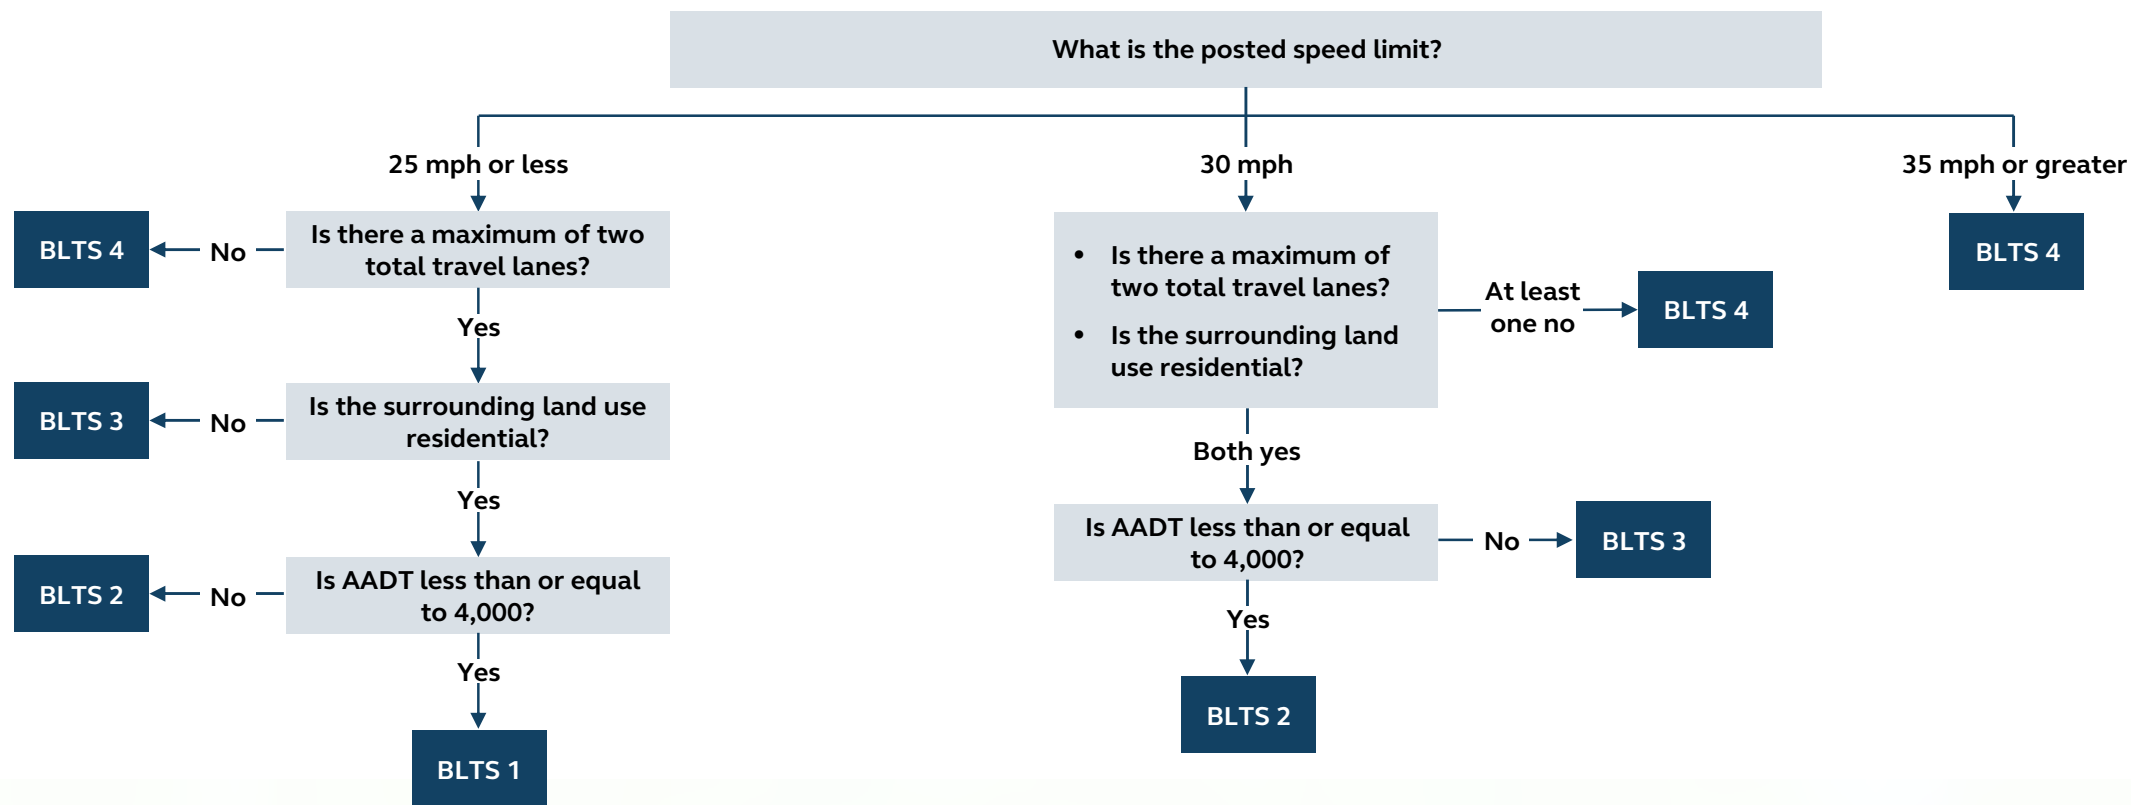 What is the posted speed limit?
25 mph or less
30 mph
35 mph or greater
BLTS 4
No
Is there a maximum of two
total travel lanes?
Yes
BLTS 3
No
Is the surrounding land use
residential?
Yes
BLTS 2
No
Is AADT less than or equal
to 4,000?
Yes
BLTS 1
• Is there a maximum of
two total travel lanes?
• Is the surrounding land
use residential?
At least
one no
BLTS 4
Both yes
Is AADT less than or equal
to 4,000?
No
BLTS 3
Yes
BLTS 2
BLTS 4